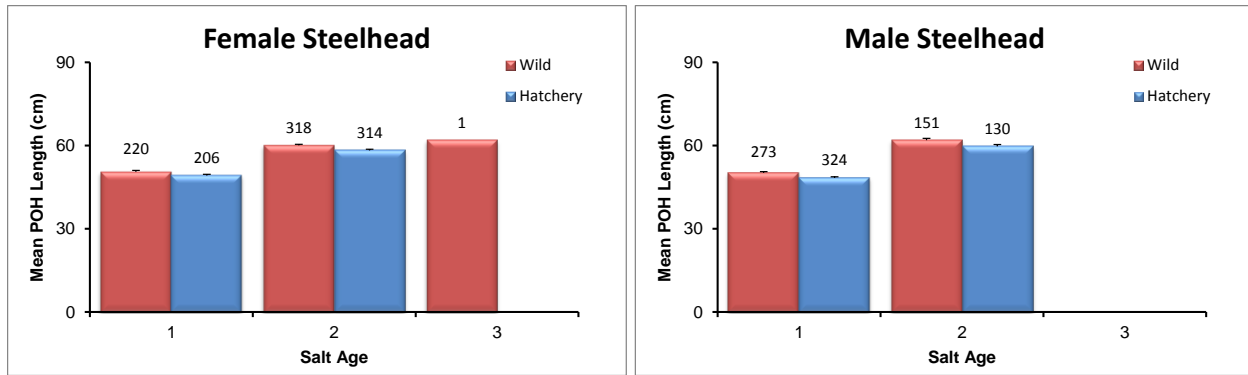 Female Steelhead
Wild
Hatchery
Mean POH Length (cm)
90
60
30
0
220
206
318
314
1
1
2
3
Salt Age
Male Steelhead
Wild
Hatchery
Mean POH Length (cm)
90
60
30
0
273
324
151
130
1
2
3
Salt Age